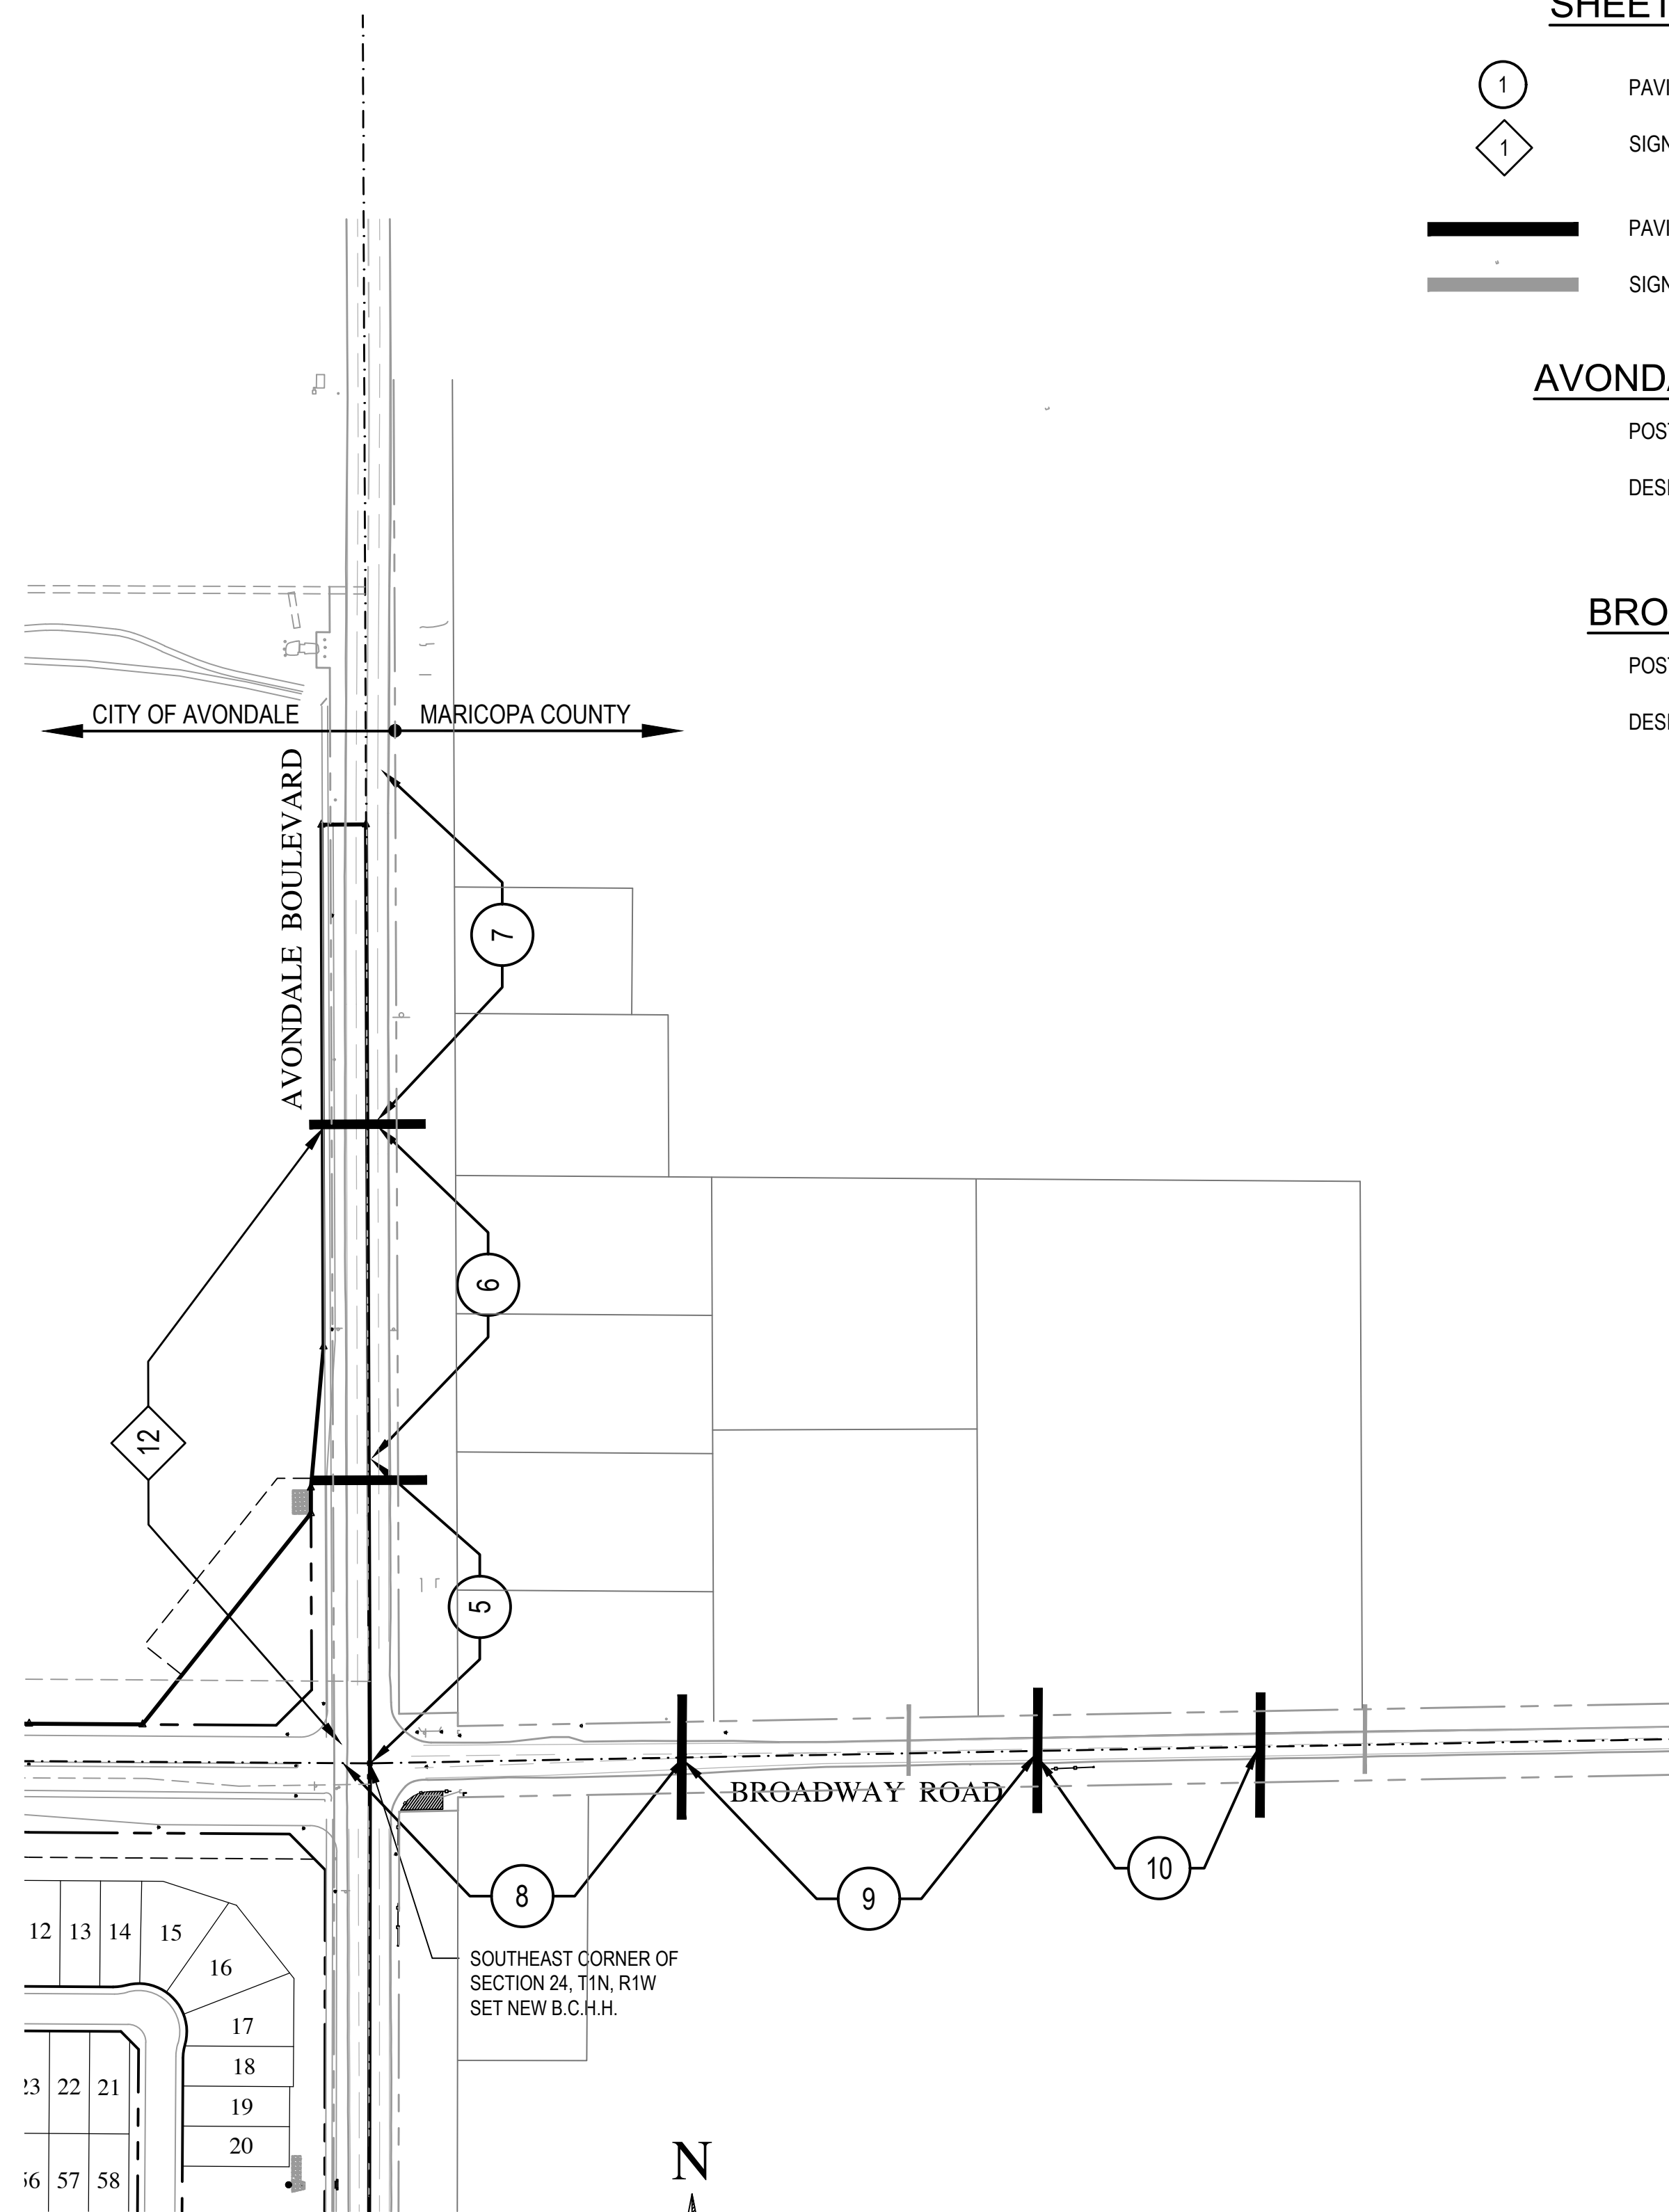 SHEET
1
PAVI
1
SIGN
PAVI
SIGN
AVONDA
POST
DESI
BRO
POST
DESI
CITY OF AVONDALE
MARICOPA COUNTY
AVONDALE BOULEVARD
7
6
12
5
BROADWAY ROAD
8
9
10
SOUTHEAST CORNER OF
SECTION 24, T1N, R1W
SET NEW B.C.H.H.
12 13 14 15
16
17
18
23 22 21
19
20
56 57 58
N